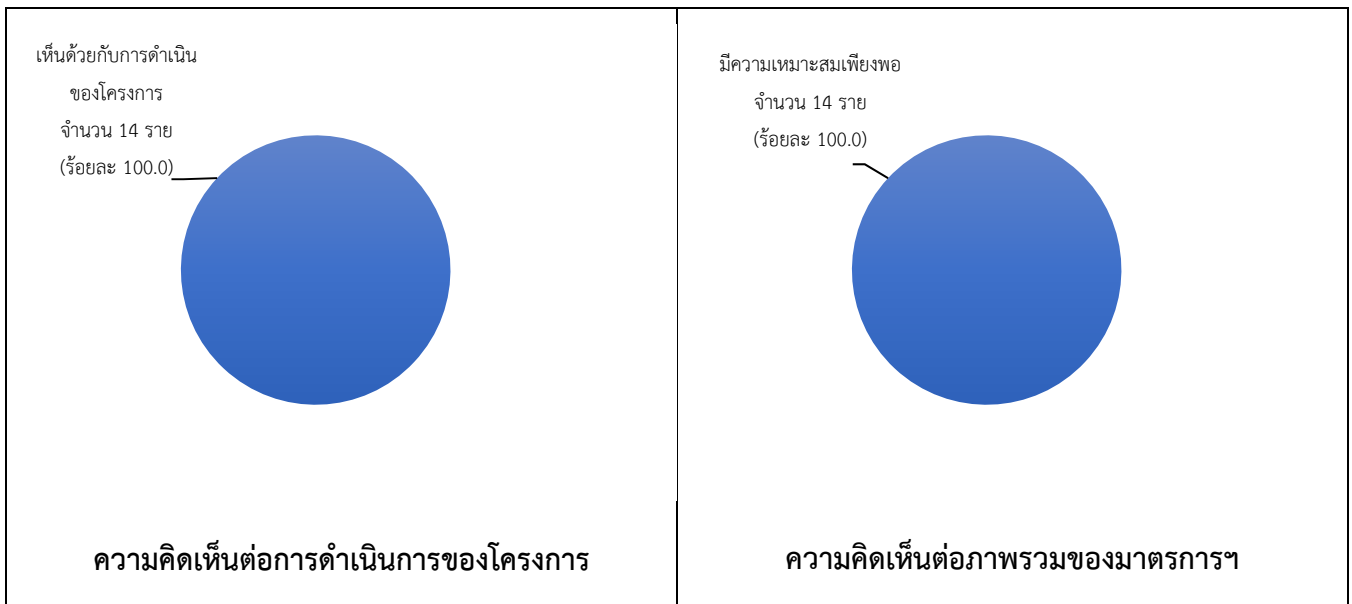 เห็นด้วยกับการดำเนิน
ของโครงการ
จำนวน 14 ราย
(ร้อยละ 100.0)
ความคิดเห็นต่อการดำเนินการของโครงการ
มีความเหมาะสมเพียงพอ
จำนวน 14 ราย
(ร้อยละ 100.0)
ความคิดเห็นต่อภาพรวมของมาตรการฯ